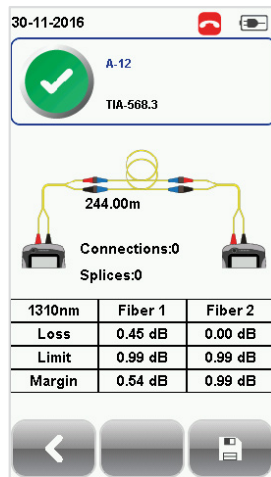 30-11-2016
A-12
TIA-568.3
244.00m
Connections:0
Splices:0
1310nm Fiber 1 Fiber 2
Loss 0.45 dB 0.00 dB
Limit 0.99 dB 0.99 dB
Margin 0.54 dB 0.99 dB